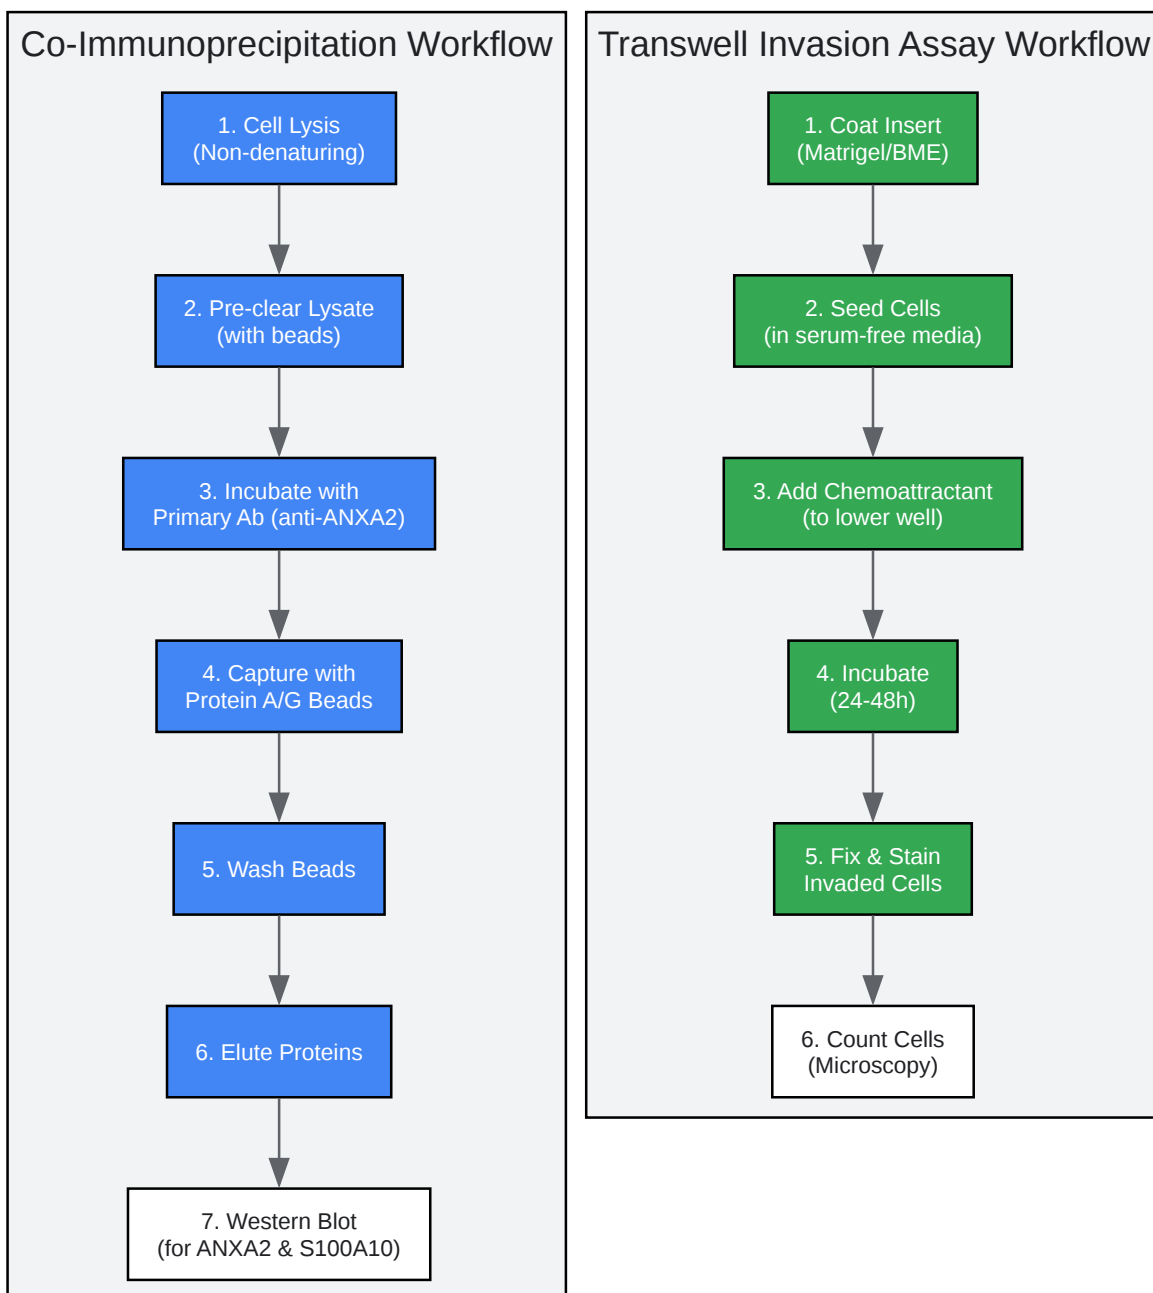 Co-Immunoprecipitation Workflow
1. Cell Lysis
(Non-denaturing)
2. Pre-clear Lysate
(with beads)
3. Incubate with
Primary Ab (anti-ANXA2)
4. Capture with
Protein A/G Beads
5. Wash Beads
6. Elute Proteins
7. Western Blot
(for ANXA2 & S100A10)
Transwell Invasion Assay Workflow
1. Coat Insert
(Matrigel/BME)
2. Seed Cells
(in serum-free media)
3. Add Chemoattractant
(to lower well)
4. Incubate
(24-48h)
5. Fix & Stain
Invaded Cells
6. Count Cells
(Microscopy)